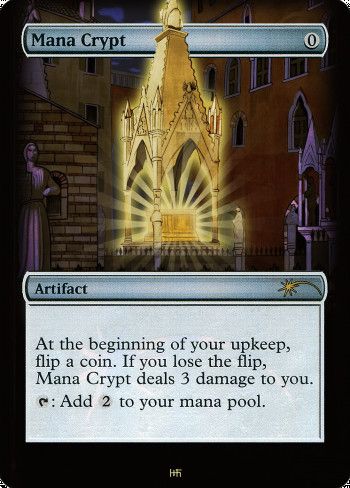 Mana Crypt 0
Artifact
At the beginning of your upkeep,
flip a coin. If you lose the flip,
Mana Crypt deals 3 damage to you.
: Add 2 to your mana pool.